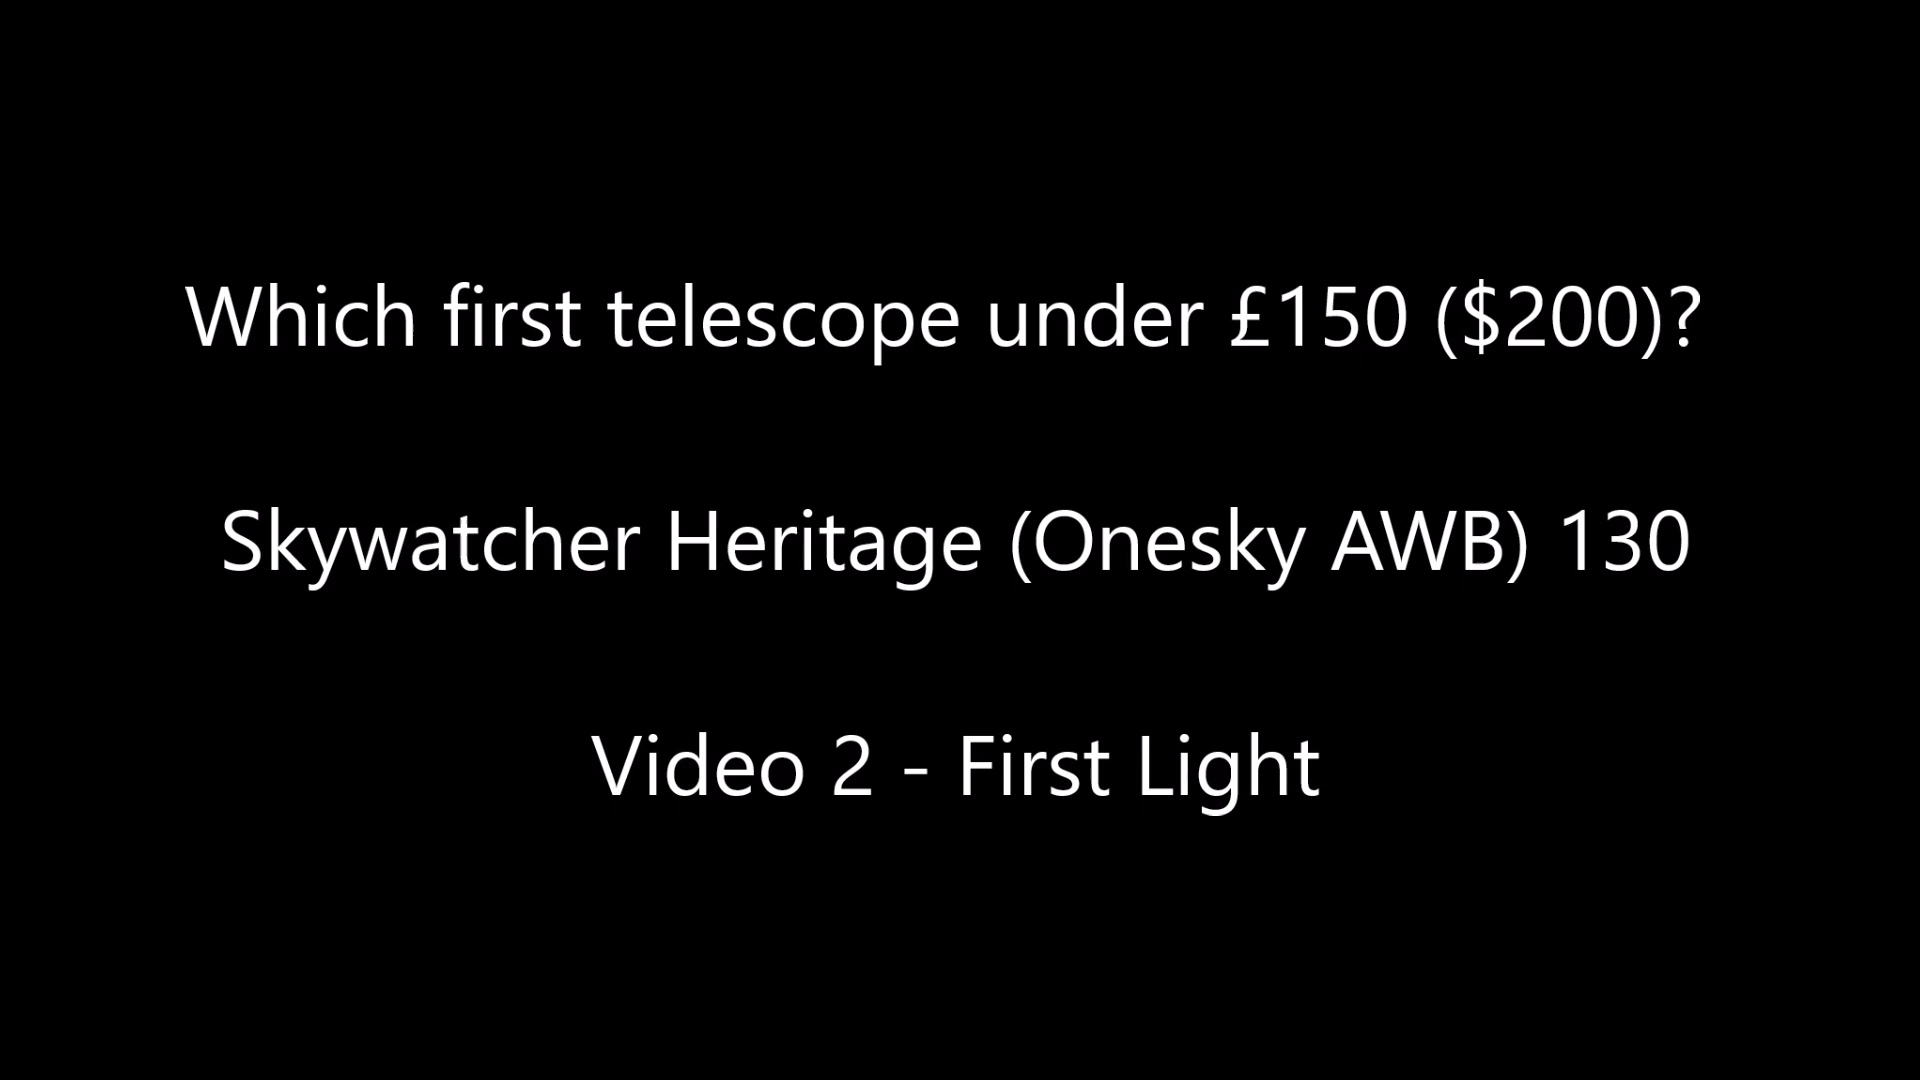 Which first telescope under £150 ($200)?
Skywatcher Heritage (Onesky AWB) 130
Video 2 - First Light